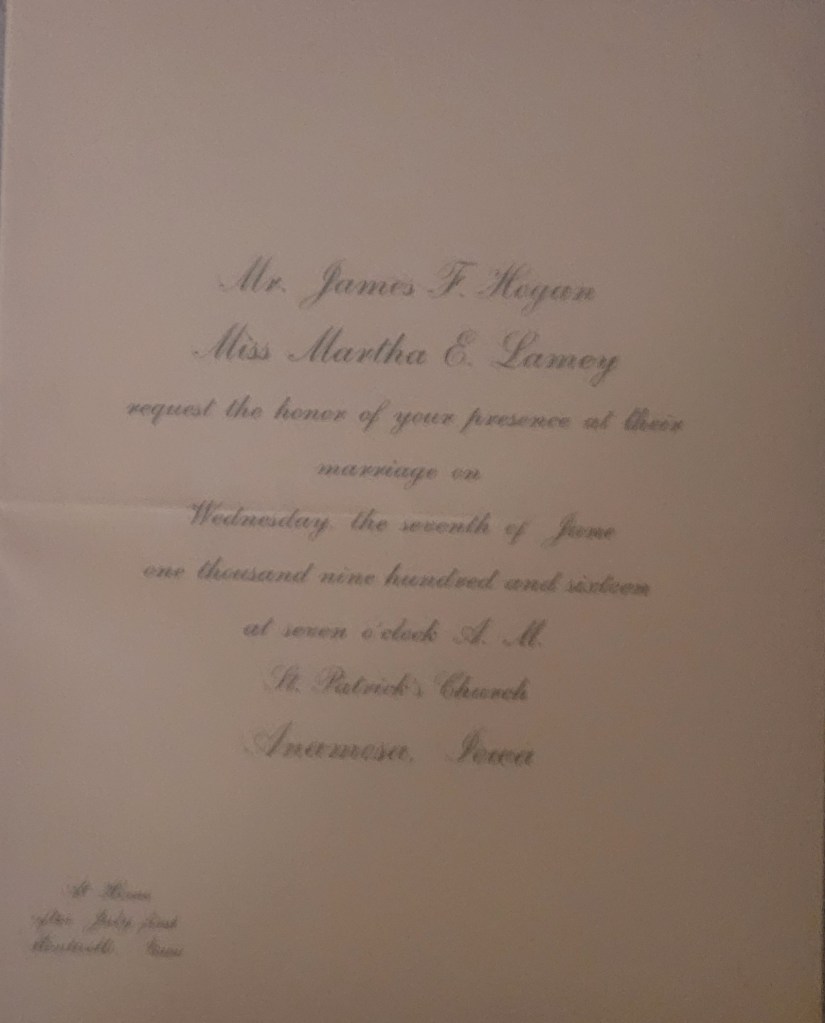 Mr. James F. Hogan
Miss Martha E. Lamey
request the honor of your presence at their
marriage on
Wednesday, the seventh of June
one thousand nine hundred and sixteen
at seven o'clock A. M.
St. Patrick's Church
Anamosa, Iowa
At Home
after July first
Iowa